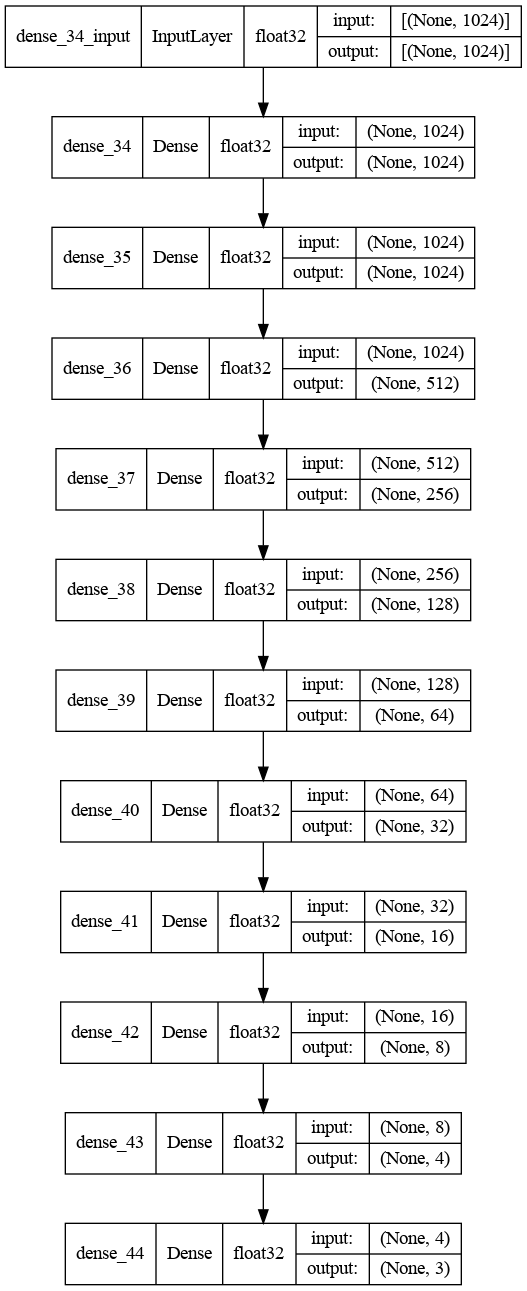 dense_34_input InputLayer float32 input: [(None, 1024)]
output: [(None, 1024)]
dense_34 Dense float32 input: (None, 1024)
output: (None, 1024)
dense_35 Dense float32 input: (None, 1024)
output: (None, 1024)
dense_36 Dense float32 input: (None, 1024)
output: (None, 512)
dense_37 Dense float32 input: (None, 512)
output: (None, 256)
dense_38 Dense float32 input: (None, 256)
output: (None, 128)
dense_39 Dense float32 input: (None, 128)
output: (None, 64)
dense_40 Dense float32 input: (None, 64)
output: (None, 32)
dense_41 Dense float32 input: (None, 32)
output: (None, 16)
dense_42 Dense float32 input: (None, 16)
output: (None, 8)
dense_43 Dense float32 input: (None, 8)
output: (None, 4)
dense_44 Dense float32 input: (None, 4)
output: (None, 3)